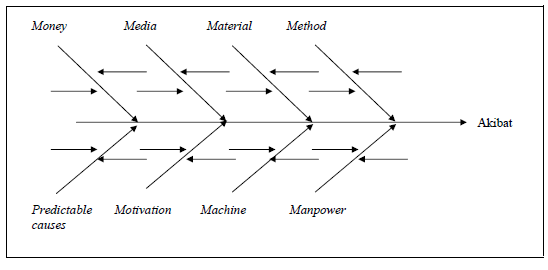 Money Media Material Method
Akibat
Predictable Motivation Machine Manpower
causes